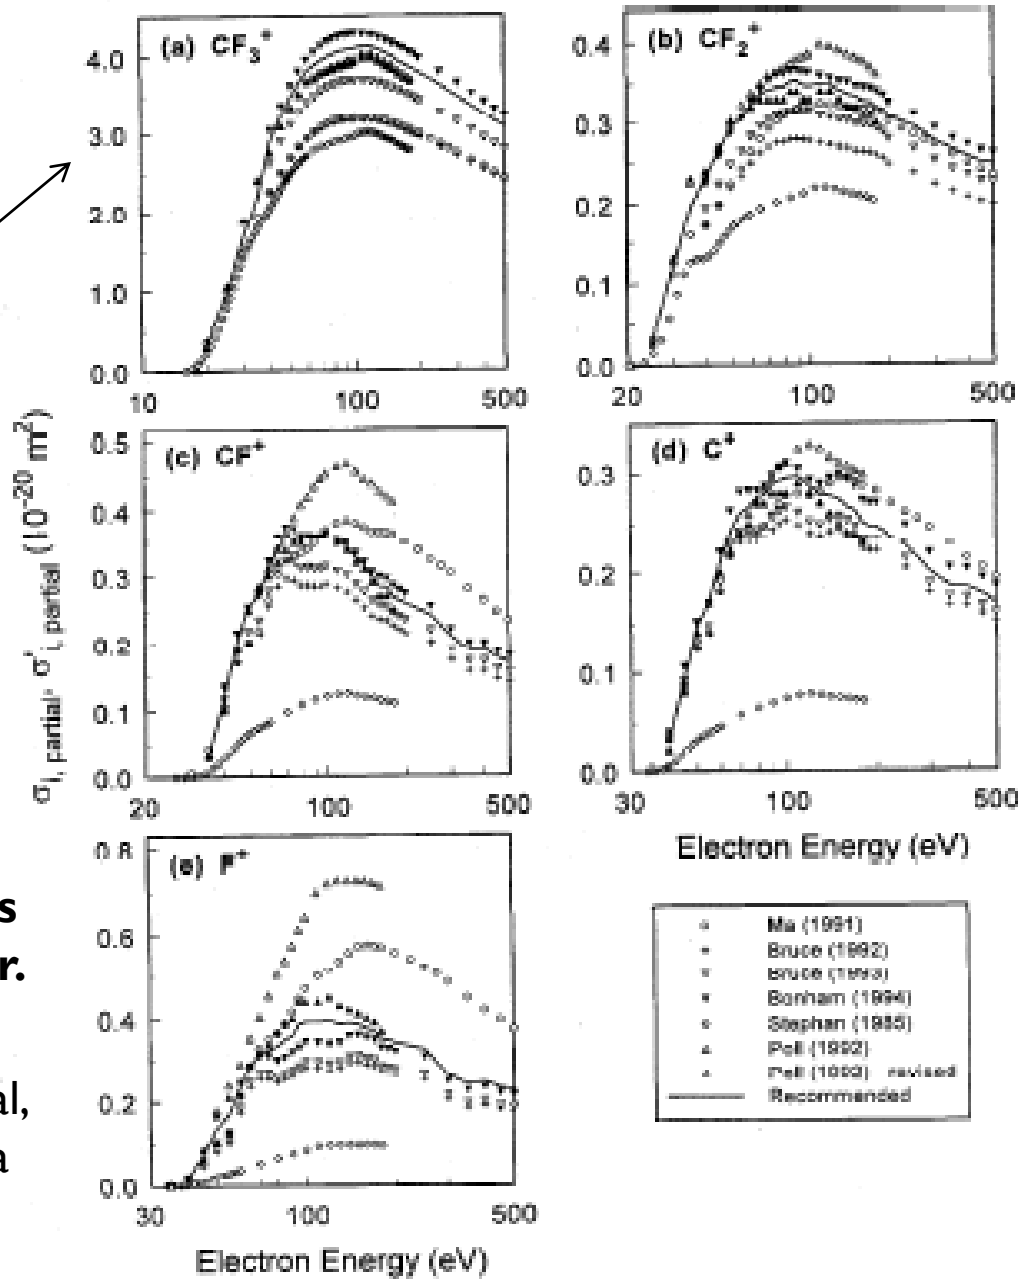 (a) CF3+
4.0
3.0
2.0
1.0
0.0
10 100 500
(b) CF2+
0.4
0.3
0.2
0.1
0.0
20 100 500
σi, partial, σ'i, partial (10-20 m2)
(c) CF+
0.5
0.4
0.3
0.2
0.1
0.0
20 100 500
(d) C+
0.3
0.2
0.1
0.0
30 100 500
Electron Energy (eV)
(e) F+
0.8
0.6
0.4
0.2
0.0
30 100 500
Electron Energy (eV)
s
r.
al,
a
Ma (1991)
Bruce (1992)
Bruce (1993)
Bonham (1994)
Stephan (1985)
Poll (1992)
Poll (1992) revised
Recommended